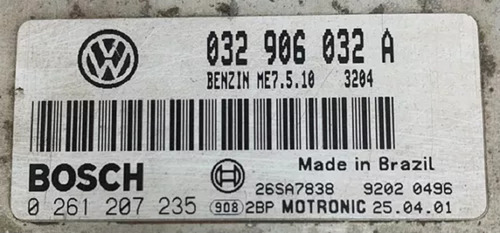 032 906 032 A
BENZIN ME7.5.10 3204
Made in Brazil
BOSCH
26SA7838 9202 0496
0 261 207 235 908 2BP MOTRONIC 25.04.01